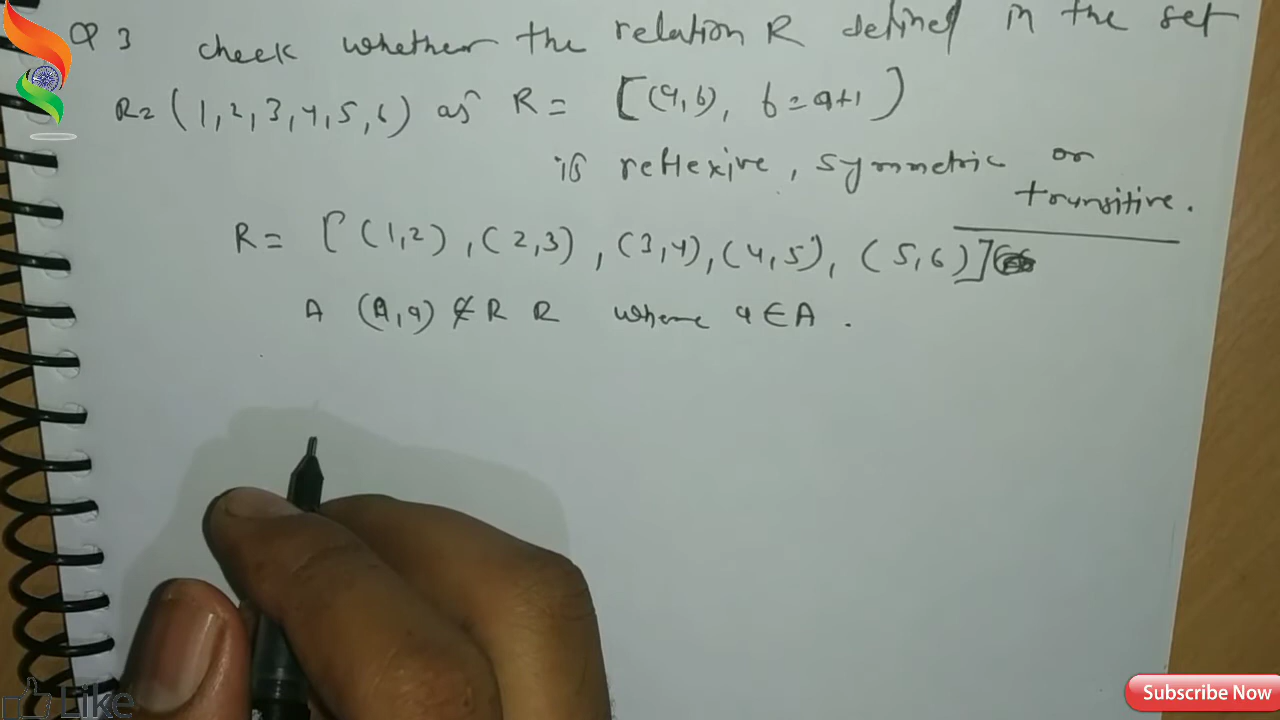 Q 3 check whether the relation R defined in the set
R= (1,2,3,4,5,6) as R = [(a,b), b=a+1)
is reflexive, symmetric or
transitive.
R= [(1,2),(2,3),(3,4),(4,5),(5,6)]
A (A,a) ∉ R R where a ∈ A.
Like
Subscribe Now